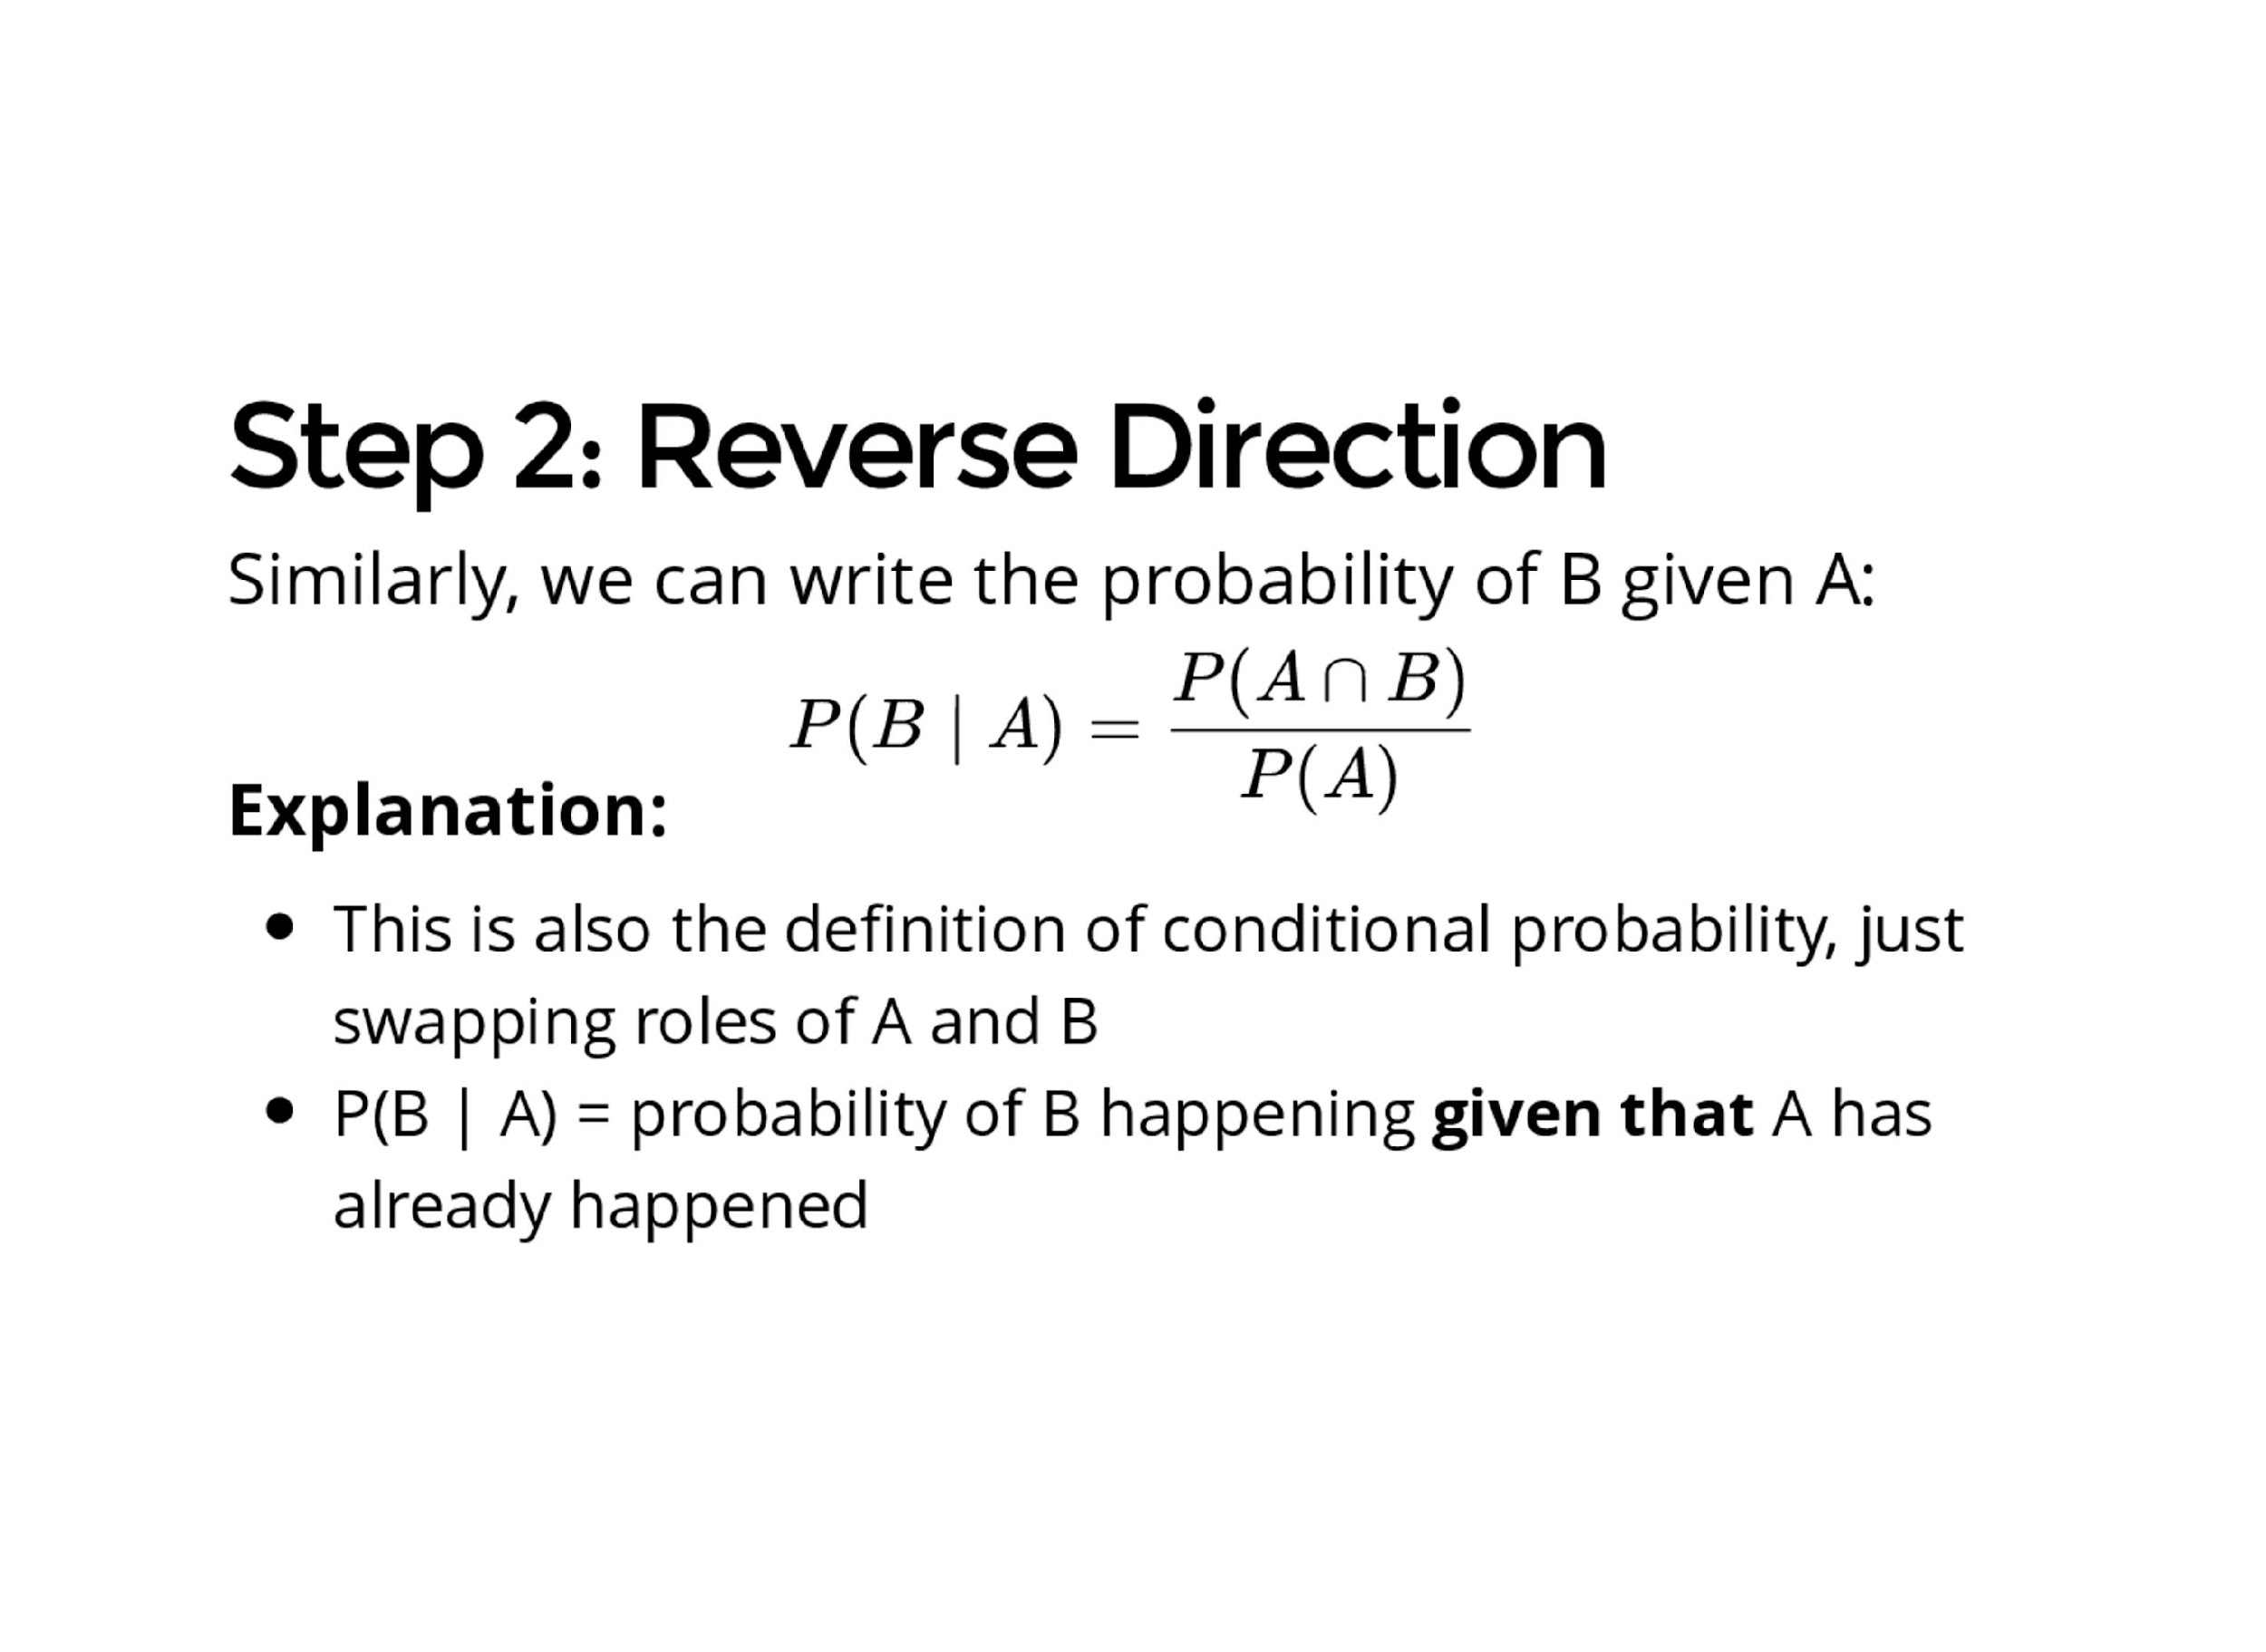 Step 2: Reverse Direction
Similarly, we can write the probability of B given A:
P(B | A) = P(A ∩ B) / P(A)
Explanation:
• This is also the definition of conditional probability, just
swapping roles of A and B
• P(B | A) = probability of B happening given that A has
already happened